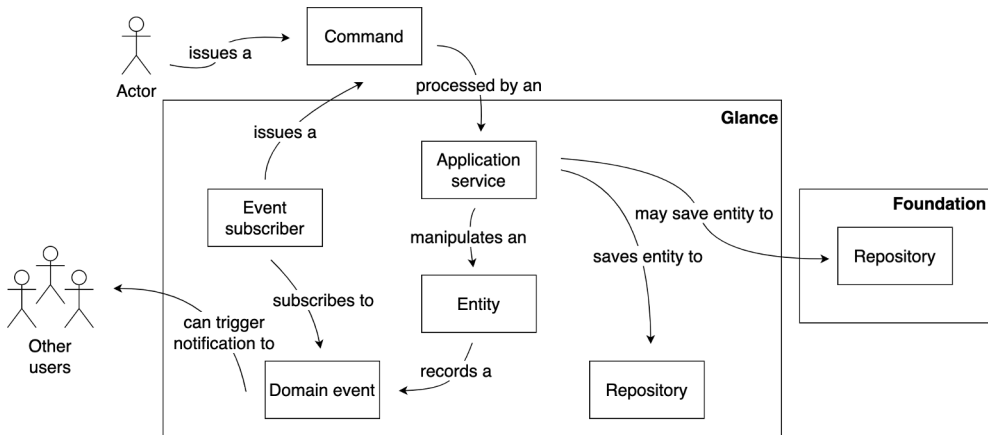 issues a
Command
Actor
processed by an
Glance
issues a
Application
service
Event
subscriber
Foundation
may save entity to
manipulates an
Repository
saves entity to
subscribes to
Entity
can trigger
notification to
Other
users
records a
Domain event
Repository